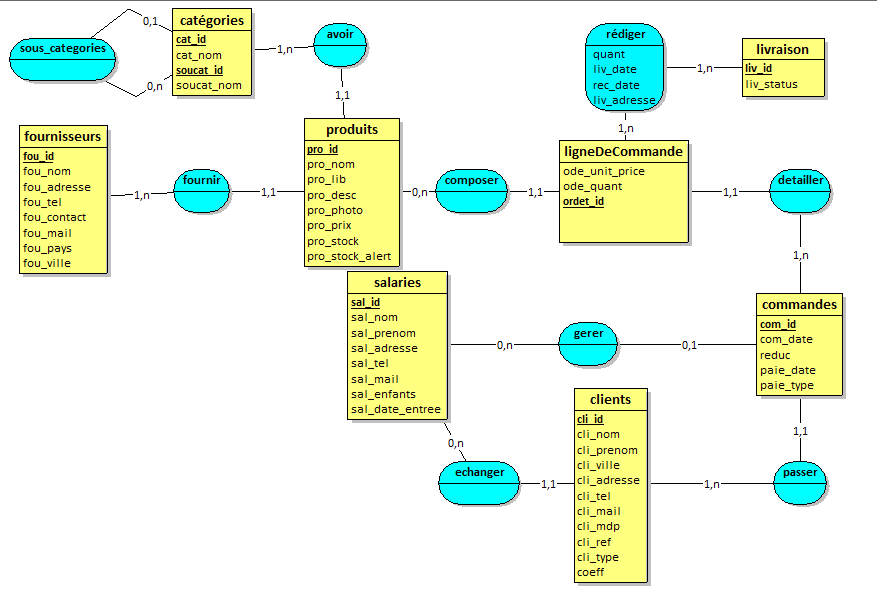 catégories
cat_id
cat_nom
soucat_id
soucat_nom
sous_categories
0,1
0,n
1,n
avoir
1,1
rédiger
quant
liv_date
rec_date
liv_adresse
1,n
livraison
liv_id
liv_status
1,n
fournisseurs
fou_id
fou_nom
fou_adresse
fou_tel
fou_contact
fou_mail
fou_pays
fou_ville
1,n
fournir
1,1
produits
pro_id
pro_nom
pro_lib
pro_desc
pro_photo
pro_prix
pro_stock
pro_stock_alert
0,n
composer
1,1
ligneDeCommande
ode_unit_price
ode_quant
ordet_id
1,1
detailler
1,n
salaries
sal_id
sal_nom
sal_prenom
sal_adresse
sal_tel
sal_mail
sal_enfants
sal_date_entree
0,n
gerer
0,1
commandes
com_id
com_date
reduc
paie_date
paie_type
0,n
echanger
1,1
clients
cli_id
cli_nom
cli_prenom
cli_ville
cli_adresse
cli_tel
cli_mail
cli_mdp
cli_ref
cli_type
coeff
1,n
passer
1,1